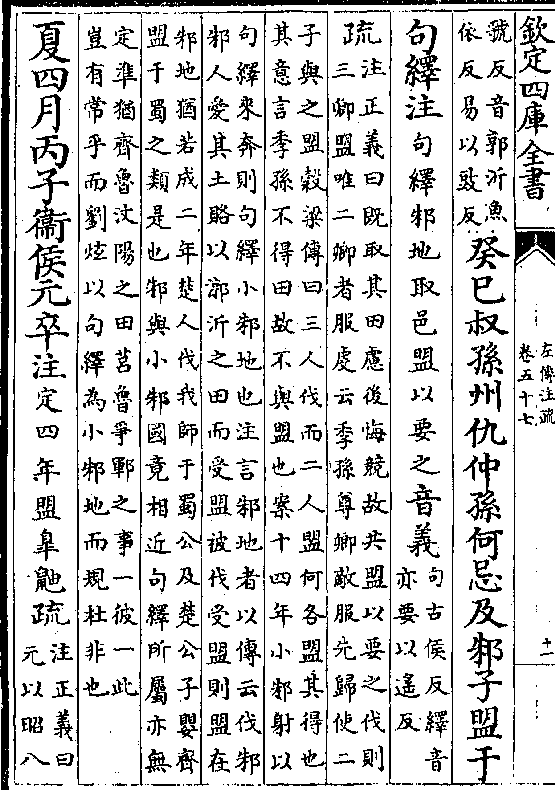 欽定四庫全書
左傳注疏
卷五十七
十一
號反音郭沂漁
依反易以豉反
癸巳叔孫州仇仲孫何忌及邾子盟于
句繹注句繹邾地取邑盟以要之音義
句古侯反繹音
亦要以遙反
疏
注正義曰既取其田慮後悔競故共盟以要之伐則
三卿盟唯二卿者服虔云季孫尊卿敵服先歸使二
子與之盟穀梁傳曰三人伐而二人盟何各盟其得也
其意言季孫不得田故不與盟也案十四年小邾射以
句繹來奔則句繹小邾地也注言邾地者以傳云伐邾
邾人愛其土賂以漷沂之田而受盟被伐受盟則盟在
邾地猶若成二年楚人伐我師于蜀公及楚公子嬰齊
盟于蜀之類是也邾與小邾國竟相近句繹所屬亦無
定準猶齊魯汶陽之田莒魯爭鄆之事一彼一此
豈有常乎而劉炫以句繹為小邾地而規杜非也
夏四月丙子衞侯元卒注定四年盟皐鼬疏
注正義曰
元以昭八